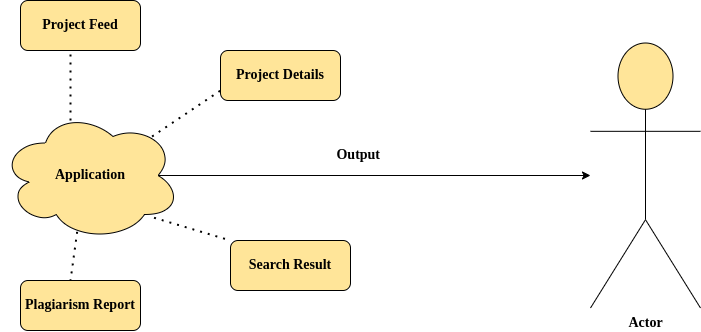 Project Feed
Project Details
Output
Application
Search Result
Plagiarism Report
Actor